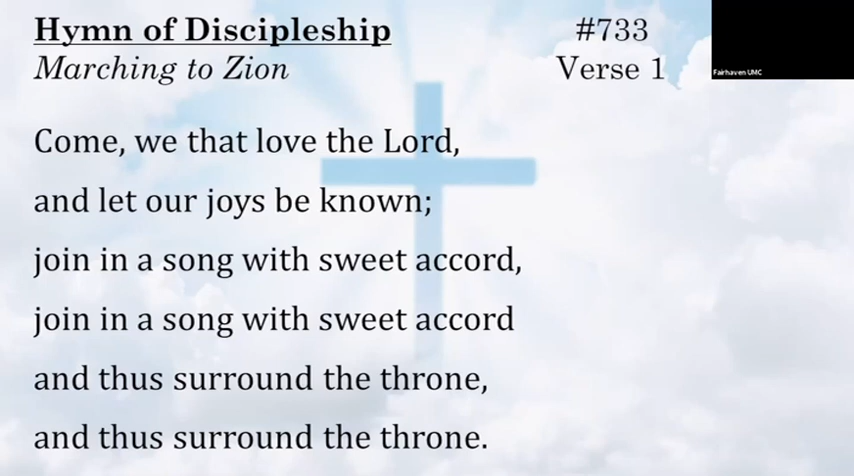 Hymn of Discipleship #733
Marching to Zion Verse 1
Fairhaven UMC
Come, we that love the Lord,
and let our joys be known;
join in a song with sweet accord,
join in a song with sweet accord
and thus surround the throne,
and thus surround the throne.